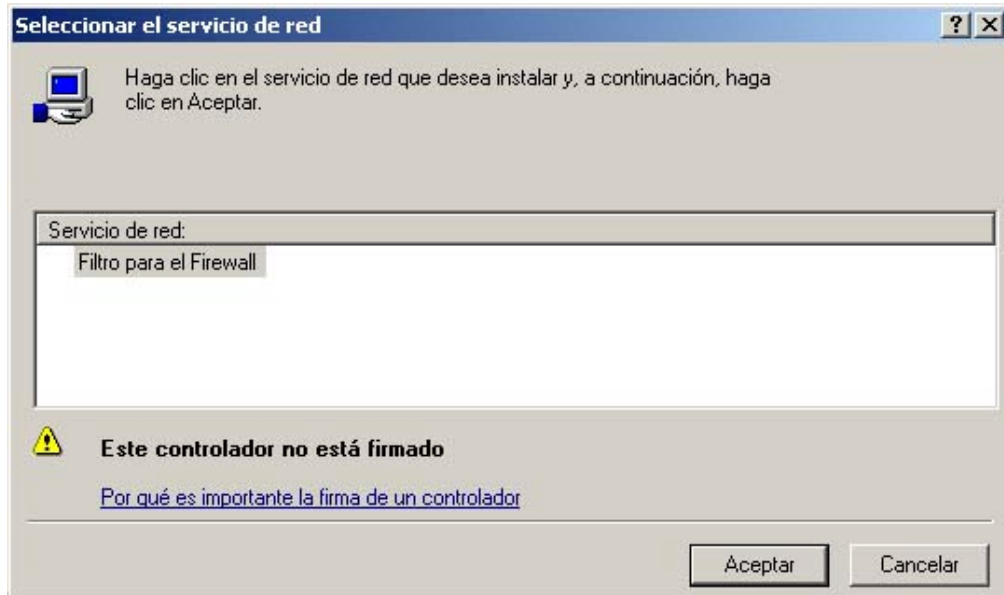 Seleccionar el servicio de red
Haga clic en el servicio de red que desea instalar y, a continuación, haga
clic en Aceptar.
Servicio de red:
Filtro para el Firewall
Este controlador no está firmado
Por qué es importante la firma de un controlador
Aceptar
Cancelar